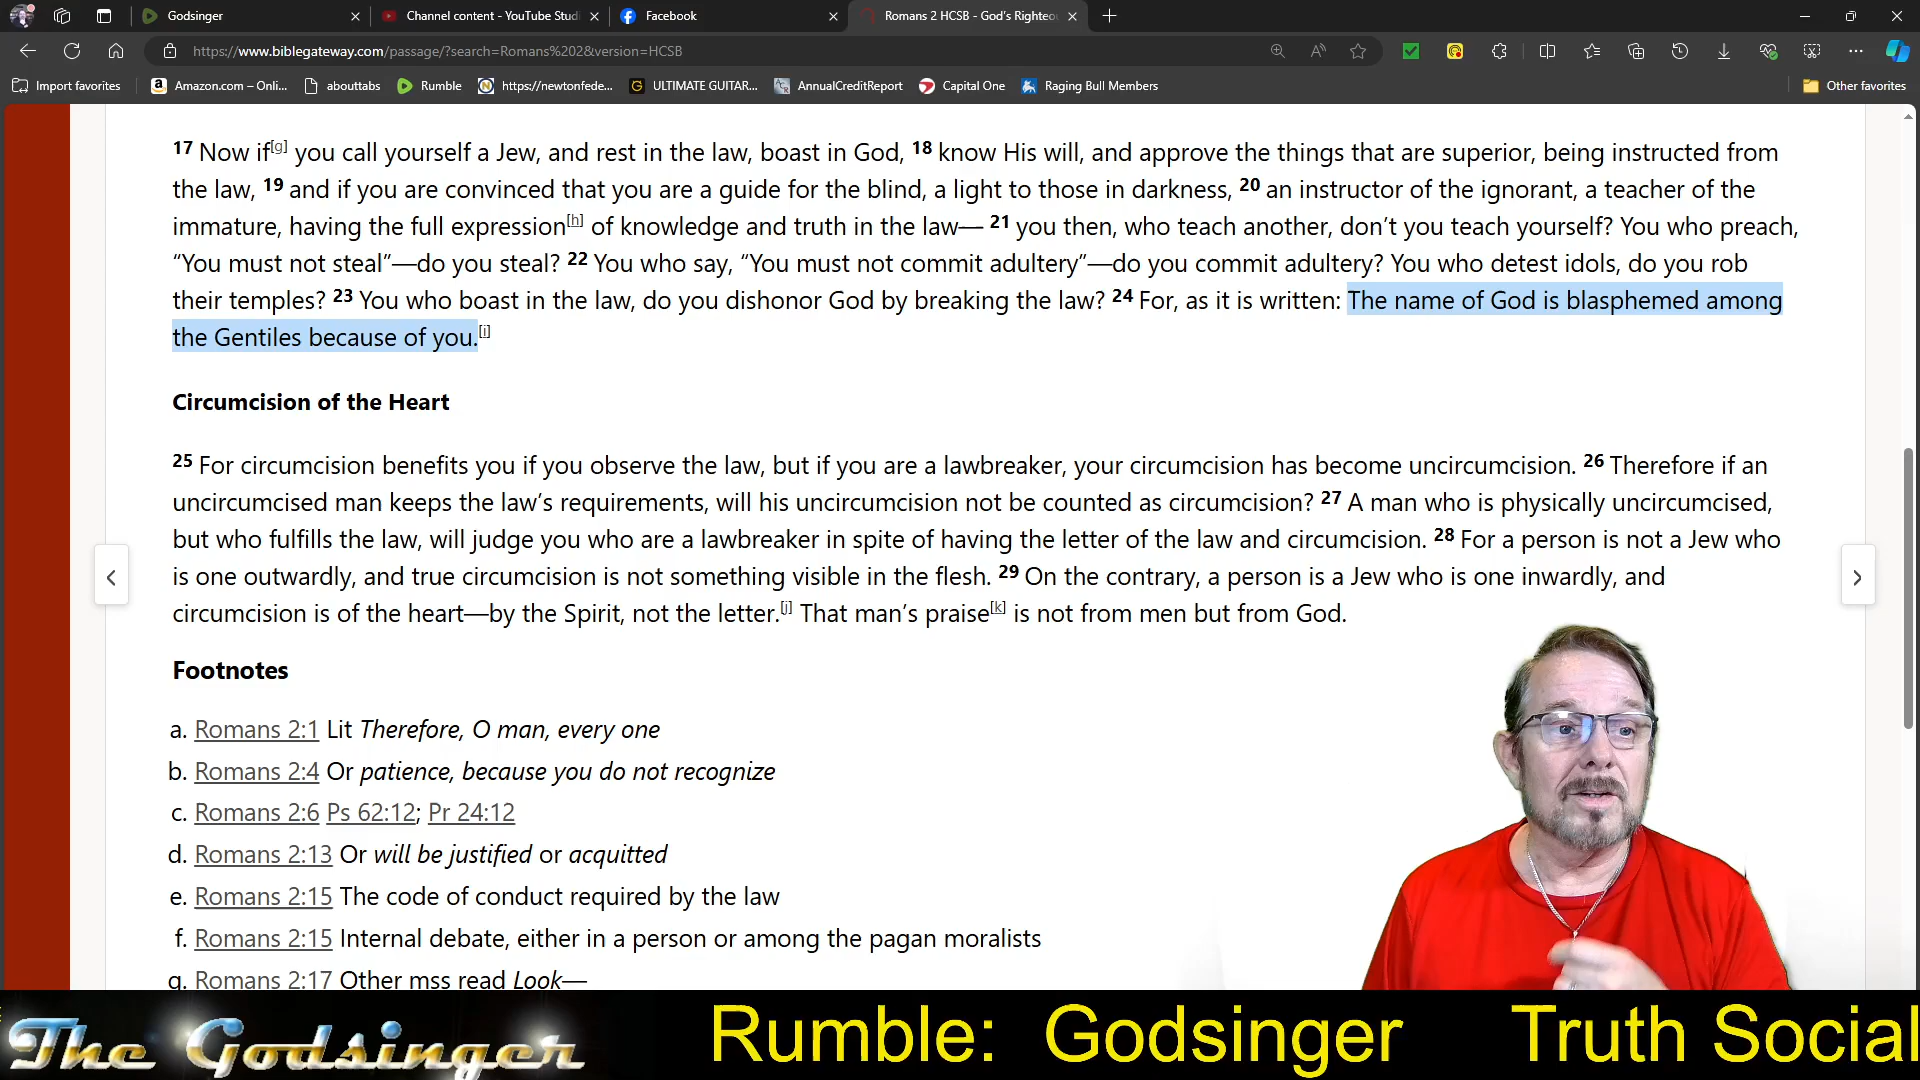 Godsinger
Channel content - YouTube Studi
Facebook
Romans 2 HCSB - God's Righteou
https://www.biblegateway.com/passage/?search=Romans%202&version=HCSB
Import favorites
Amazon.com – Onli...
abouttabs
Rumble
https://newtonfede...
ULTIMATE GUITAR...
AnnualCreditReport
Capital One
Raging Bull Members
Other favorites
17 Now if[g] you call yourself a Jew, and rest in the law, boast in God, 18 know His will, and approve the things that are superior, being instructed from
the law, 19 and if you are convinced that you are a guide for the blind, a light to those in darkness, 20 an instructor of the ignorant, a teacher of the
immature, having the full expression[h] of knowledge and truth in the law— 21 you then, who teach another, don’t you teach yourself? You who preach,
“You must not steal”—do you steal? 22 You who say, “You must not commit adultery”—do you commit adultery? You who detest idols, do you rob
their temples? 23 You who boast in the law, do you dishonor God by breaking the law? 24 For, as it is written: The name of God is blasphemed among
the Gentiles because of you.[i]
Circumcision of the Heart
25 For circumcision benefits you if you observe the law, but if you are a lawbreaker, your circumcision has become uncircumcision. 26 Therefore if an
uncircumcised man keeps the law’s requirements, will his uncircumcision not be counted as circumcision? 27 A man who is physically uncircumcised,
but who fulfills the law, will judge you who are a lawbreaker in spite of having the letter of the law and circumcision. 28 For a person is not a Jew who
is one outwardly, and true circumcision is not something visible in the flesh. 29 On the contrary, a person is a Jew who is one inwardly, and
circumcision is of the heart—by the Spirit, not the letter.[j] That man’s praise[k] is not from men but from God.
Footnotes
a. Romans 2:1 Lit Therefore, O man, every one
b. Romans 2:4 Or patience, because you do not recognize
c. Romans 2:6 Ps 62:12; Pr 24:12
d. Romans 2:13 Or will be justified or acquitted
e. Romans 2:15 The code of conduct required by the law
f. Romans 2:15 Internal debate, either in a person or among the pagan moralists
g. Romans 2:17 Other mss read Look—
The Godsinger
Rumble: Godsinger Truth Social